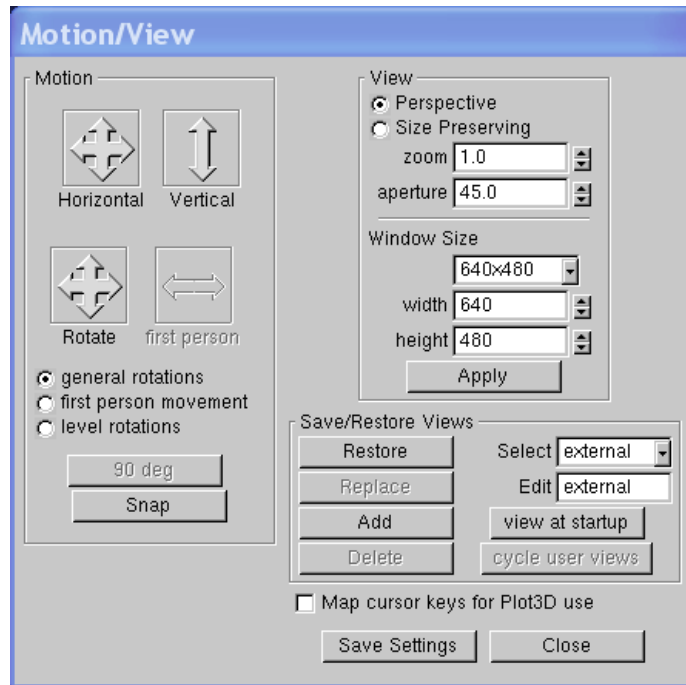 Motion/View
Motion
Horizontal Vertical
Rotate first person
general rotations
first person movement
level rotations
90 deg
Snap
View
Perspective
Size Preserving
zoom 1.0
aperture 45.0
Window Size
640x480
width 640
height 480
Apply
Save/Restore Views
Restore Select external
Replace Edit external
Add view at startup
Delete cycle user views
Map cursor keys for Plot3D use
Save Settings Close